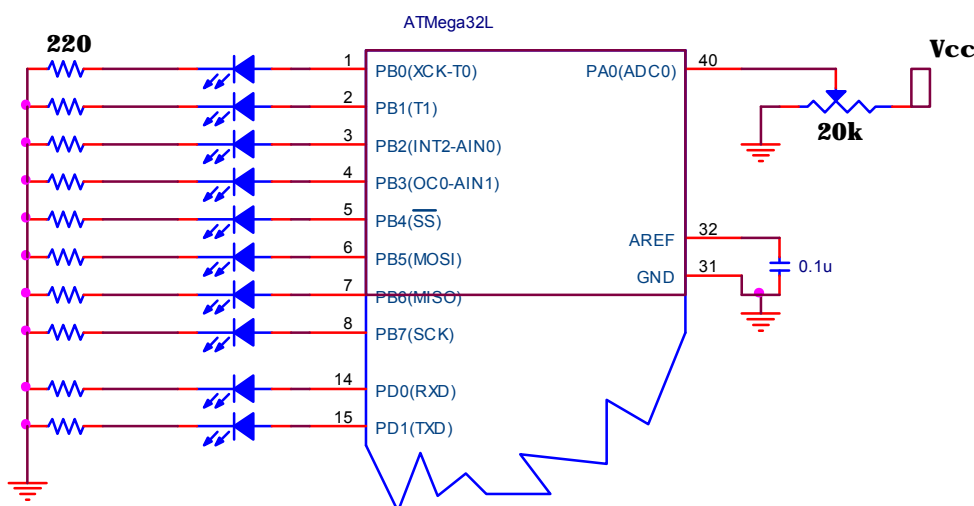 ATMega32L
220
Vcc
1
PB0(XCK-T0)
PA0(ADC0)
40
2
PB1(T1)
20k
3
PB2(INT2-AIN0)
4
PB3(OC0-AIN1)
5
PB4(SS)
6
PB5(MOSI)
7
PB6(MISO)
8
PB7(SCK)
AREF
32
0.1u
GND
31
14
PD0(RXD)
15
PD1(TXD)